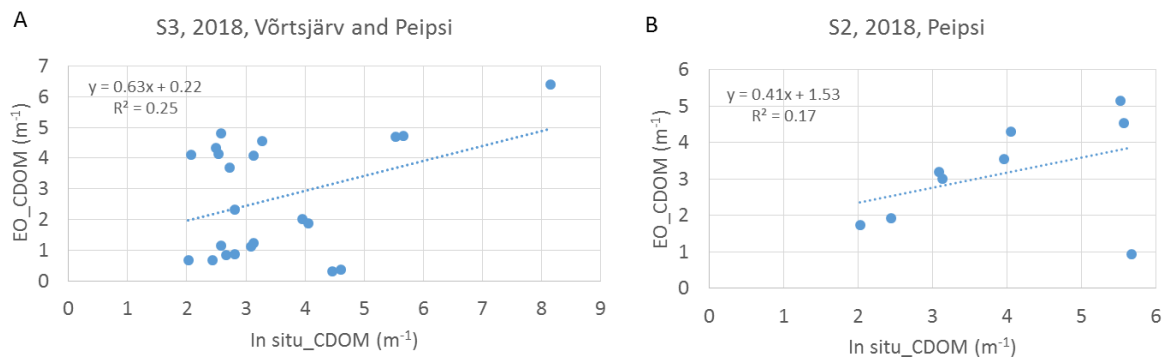 A
S3, 2018, Võrtsjärv and Peipsi
y = 0.63x + 0.22
R² = 0.25
EO_CDOM (m⁻¹)
7
6
5
4
3
2
1
0
0 1 2 3 4 5 6 7 8 9
In situ_CDOM (m⁻¹)
B
S2, 2018, Peipsi
y = 0.41x + 1.53
R² = 0.17
EO_CDOM (m⁻¹)
6
5
4
3
2
1
0
0 1 2 3 4 5 6
In situ_CDOM (m⁻¹)